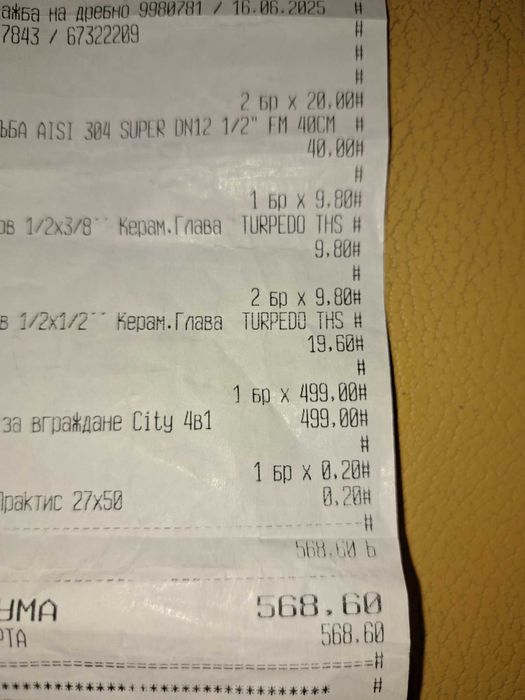 ажба на дребно 9980781 / 16.06.2025 #
7843 / 67322209 #
#
#
2 бр x 20.00#
ЪБА AISI 304 SUPER DN12 1/2" FM 40CM #
40.00#
#
1 бр x 9.80#
ов 1/2x3/8`` Керам.Глава TURPEDO THS #
9.80#
#
2 бр x 9.80#
в 1/2x1/2`` Керам.Глава TURPEDO THS #
19.60#
#
1 бр x 499.00#
за вграждане City 4в1 499.00#
#
1 бр x 0.20#
Практис 27x50 0.20#
#
568.60 Б
УМА 568.60
РТА 568.60
#
#